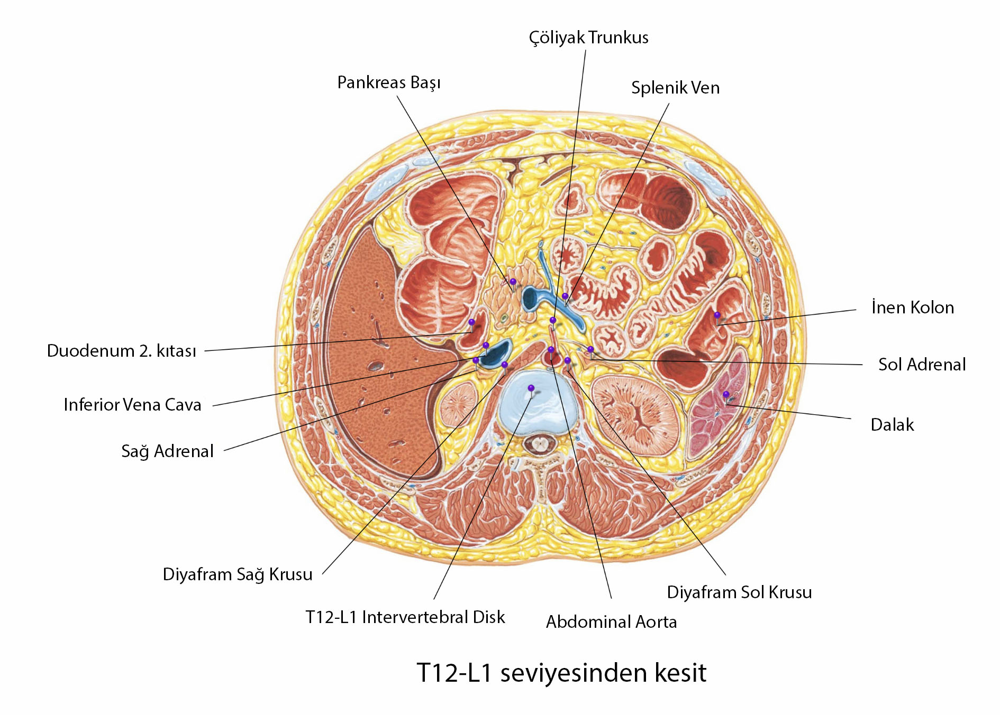 Çöliyak Trunkus
Pankreas Başı
Splenik Ven
İnen Kolon
Duodenum 2. kıtası
Sol Adrenal
Inferior Vena Cava
Dalak
Sağ Adrenal
Diyafram Sağ Krusu
Diyafram Sol Krusu
T12-L1 Intervertebral Disk
Abdominal Aorta
T12-L1 seviyesinden kesit